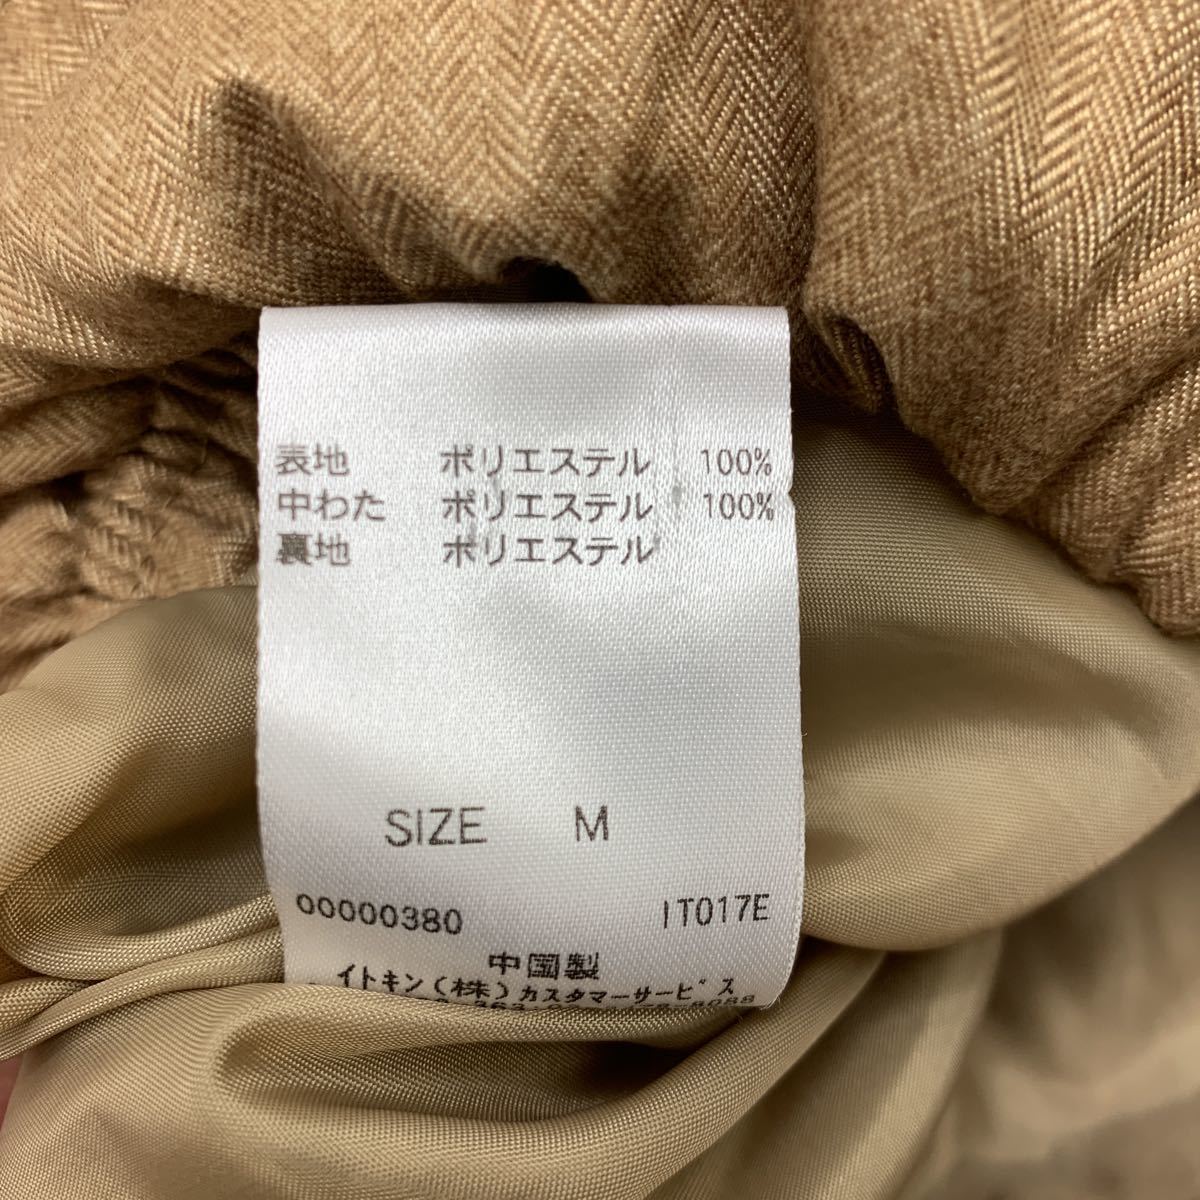 表地 ポリエステル 100%
中わた ポリエステル 100%
裏地 ポリエステル
SIZE M
00000380 IT017E
中国製
イトキン(株)カスタマーサービス